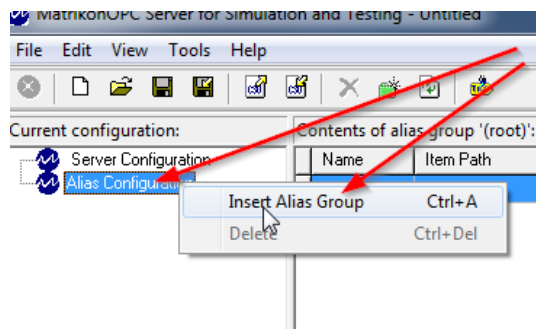 MatrikonOPC Server for Simulation and Testing - Untitled
File Edit View Tools Help
Current configuration:
Contents of alias group '(root)':
Server Configuration
Name Item Path
Alias Configuration
Insert Alias Group Ctrl+A
Delete Ctrl+Del